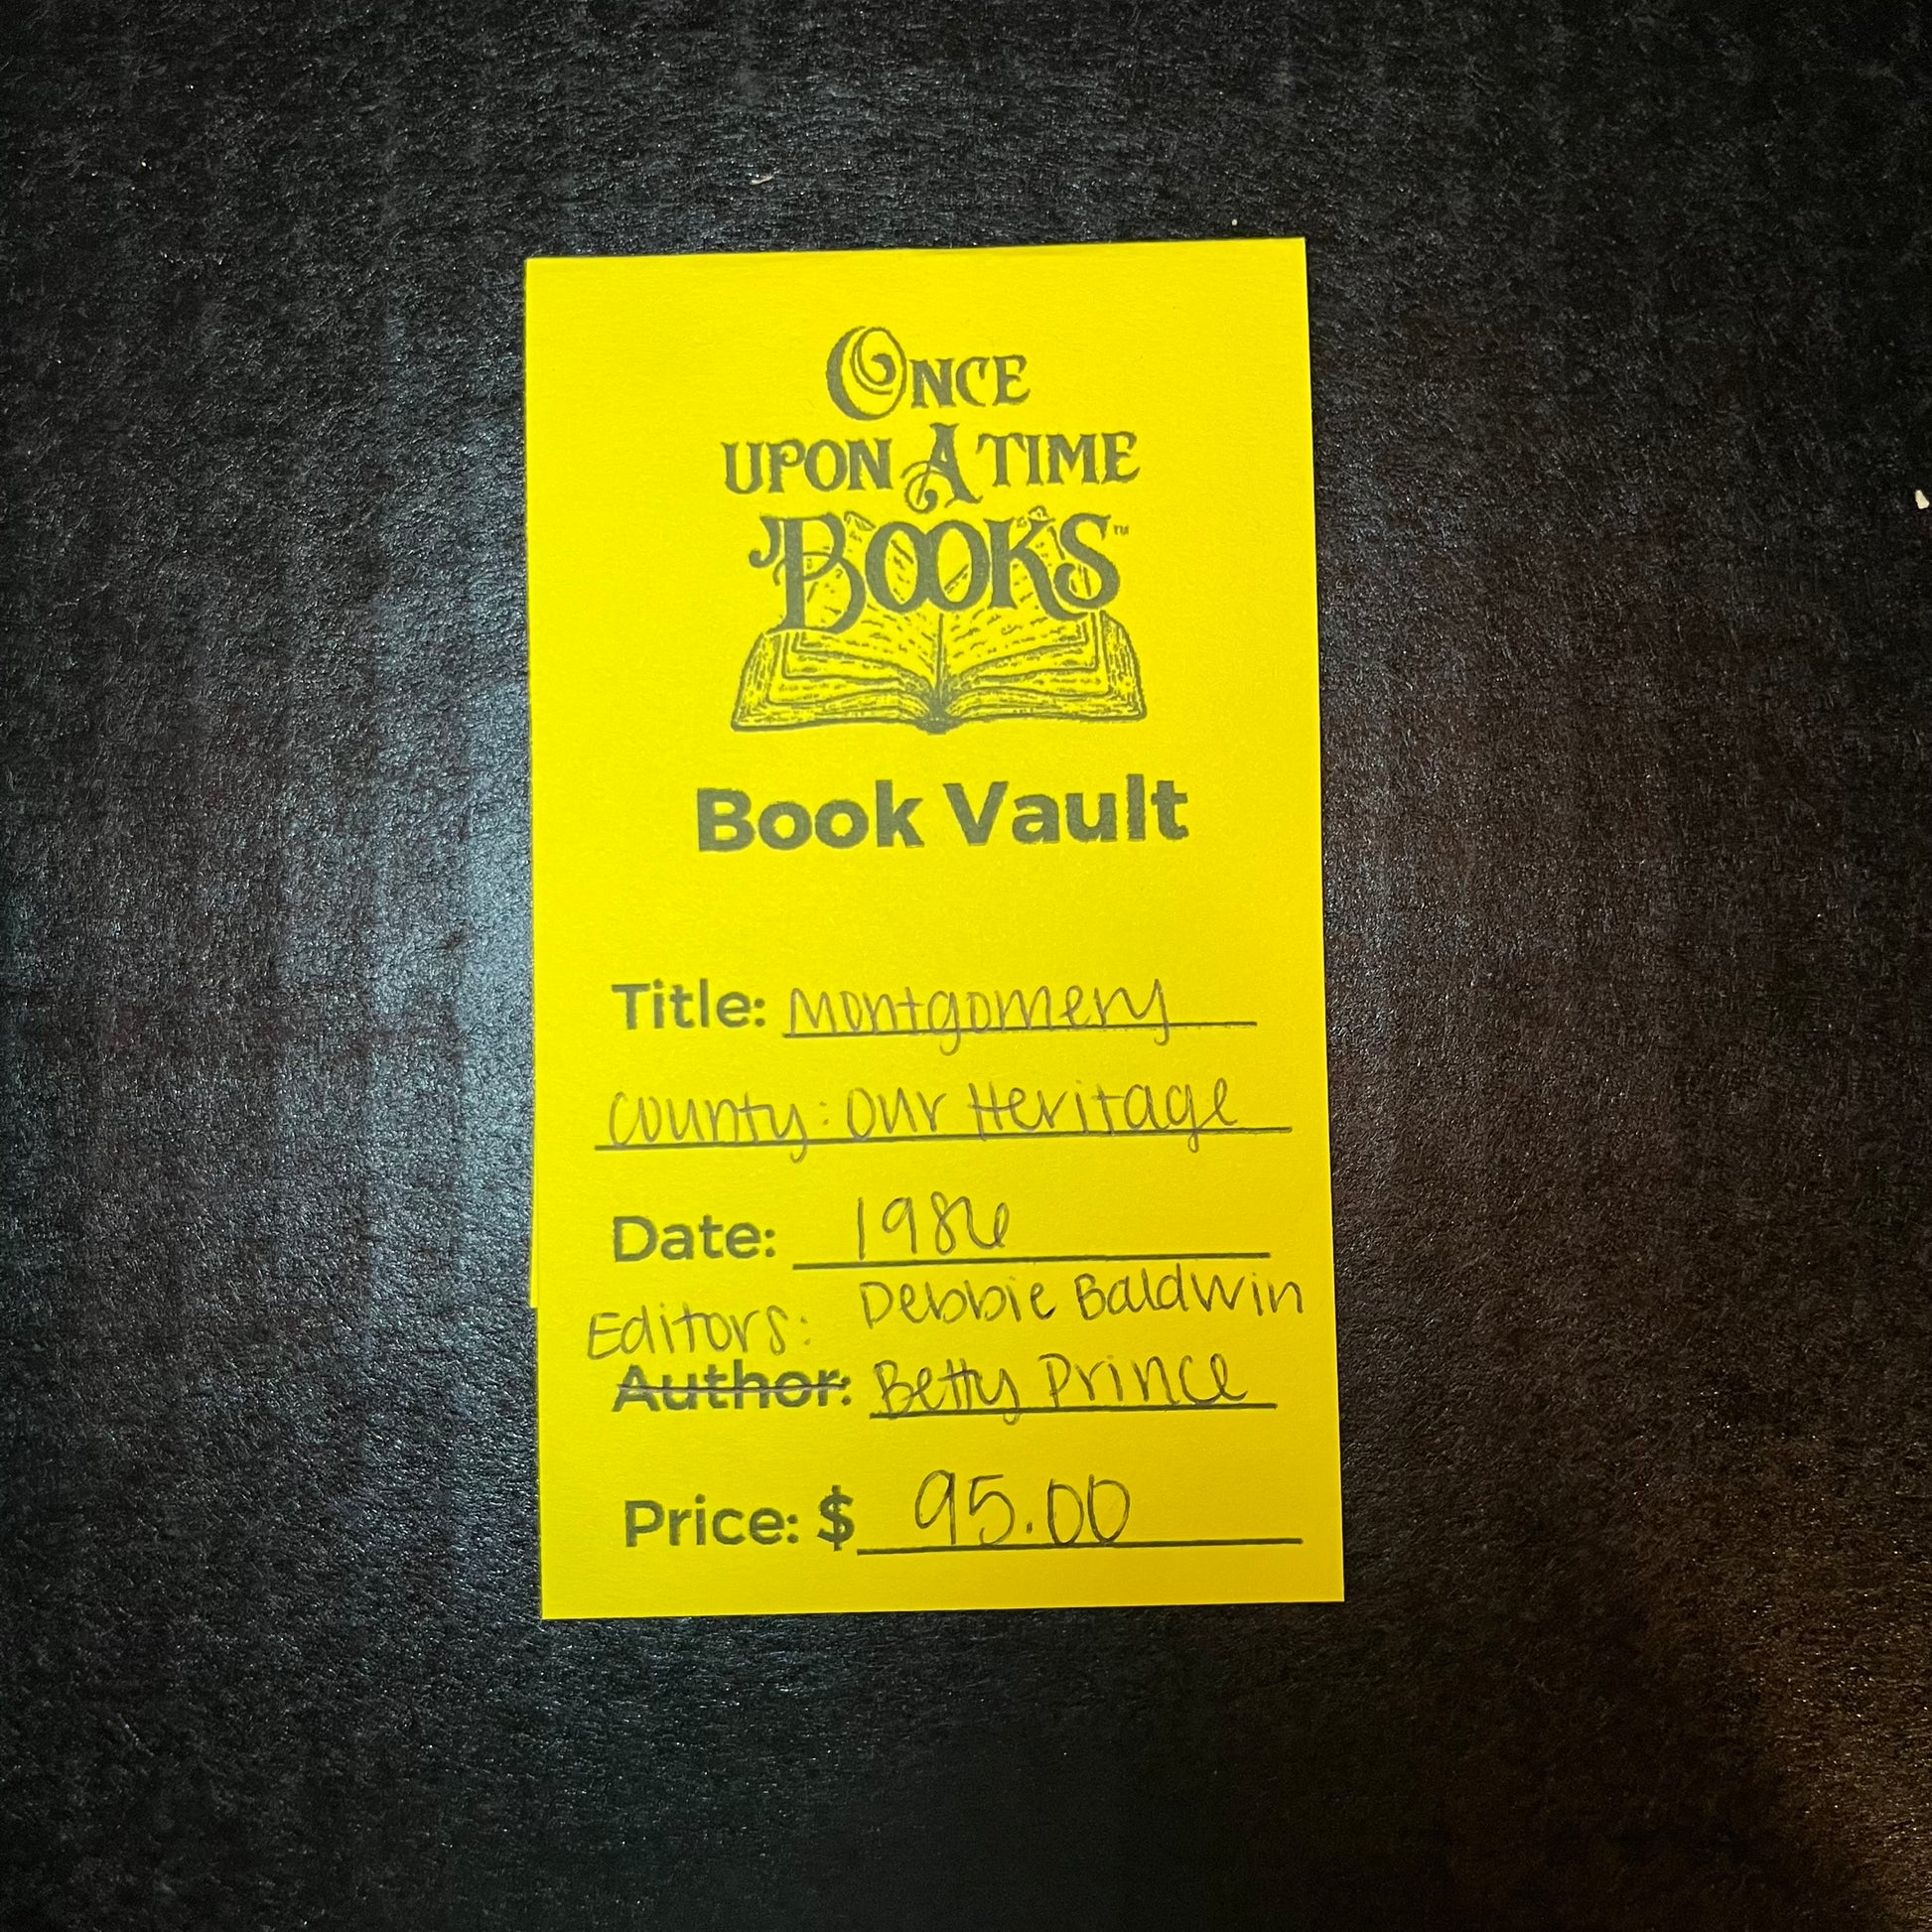 ONCE
UPON A TIME
BOOKS™
Book Vault
Title: Montgomery
County: Our Heritage
Date: 1986
Editors: Debbie Baldwin
Author: Betty Prince
Price: $ 95.00